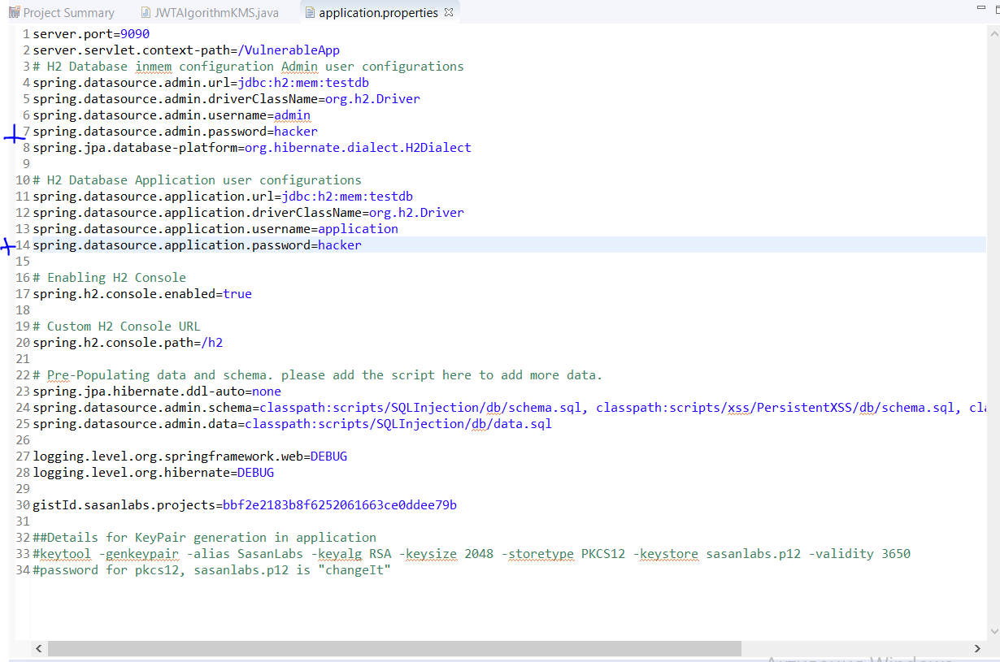 Project Summary JWTAlgorithmKMS.java application.properties
1 server.port=9090
2 server.servlet.context-path=/VulnerableApp
3 # H2 Database inmem configuration Admin user configurations
4 spring.datasource.admin.url=jdbc:h2:mem:testdb
5 spring.datasource.admin.driverClassName=org.h2.Driver
6 spring.datasource.admin.username=admin
7 spring.datasource.admin.password=hacker
8 spring.jpa.database-platform=org.hibernate.dialect.H2Dialect
9
10 # H2 Database Application user configurations
11 spring.datasource.application.url=jdbc:h2:mem:testdb
12 spring.datasource.application.driverClassName=org.h2.Driver
13 spring.datasource.application.username=application
14 spring.datasource.application.password=hacker
15
16 # Enabling H2 Console
17 spring.h2.console.enabled=true
18
19 # Custom H2 Console URL
20 spring.h2.console.path=/h2
21
22 # Pre-Populating data and schema. please add the script here to add more data.
23 spring.jpa.hibernate.ddl-auto=none
24 spring.datasource.admin.schema=classpath:scripts/SQLInjection/db/schema.sql, classpath:scripts/xss/PersistentXSS/db/schema.sql, cla
25 spring.datasource.admin.data=classpath:scripts/SQLInjection/db/data.sql
26
27 logging.level.org.springframework.web=DEBUG
28 logging.level.org.hibernate=DEBUG
29
30 gistId.sasanlabs.projects=bbf2e2183b8f6252061663ce0ddee79b
31
32 ##Details for KeyPair generation in application
33 #keytool -genkeypair -alias SasanLabs -keyalg RSA -keysize 2048 -storetype PKCS12 -keystore sasanlabs.p12 -validity 3650
34 #password for pkcs12, sasanlabs.p12 is "changeIt"